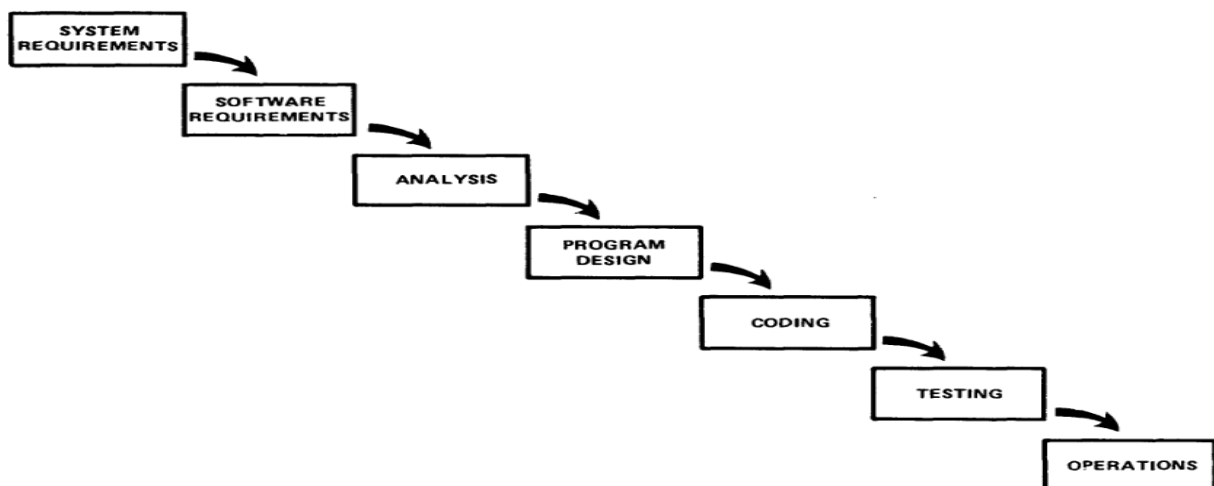 SYSTEM
REQUIREMENTS
SOFTWARE
REQUIREMENTS
ANALYSIS
PROGRAM
DESIGN
CODING
TESTING
OPERATIONS